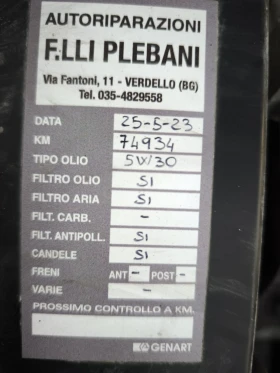 AUTORIPARAZIONI
F.LLI PLEBANI
Via Fantoni, 11 - VERDELLO (BG)
Tel. 035-4829558
DATA 25-5-23
KM 74934
TIPO OLIO 5W/30
FILTRO OLIO SI
FILTRO ARIA SI
FILT. CARB. -
FILT. ANTIPOLL. SI
CANDELE SI
FRENI ANT - POST -
VARIE -
PROSSIMO CONTROLLO A KM.
GENART